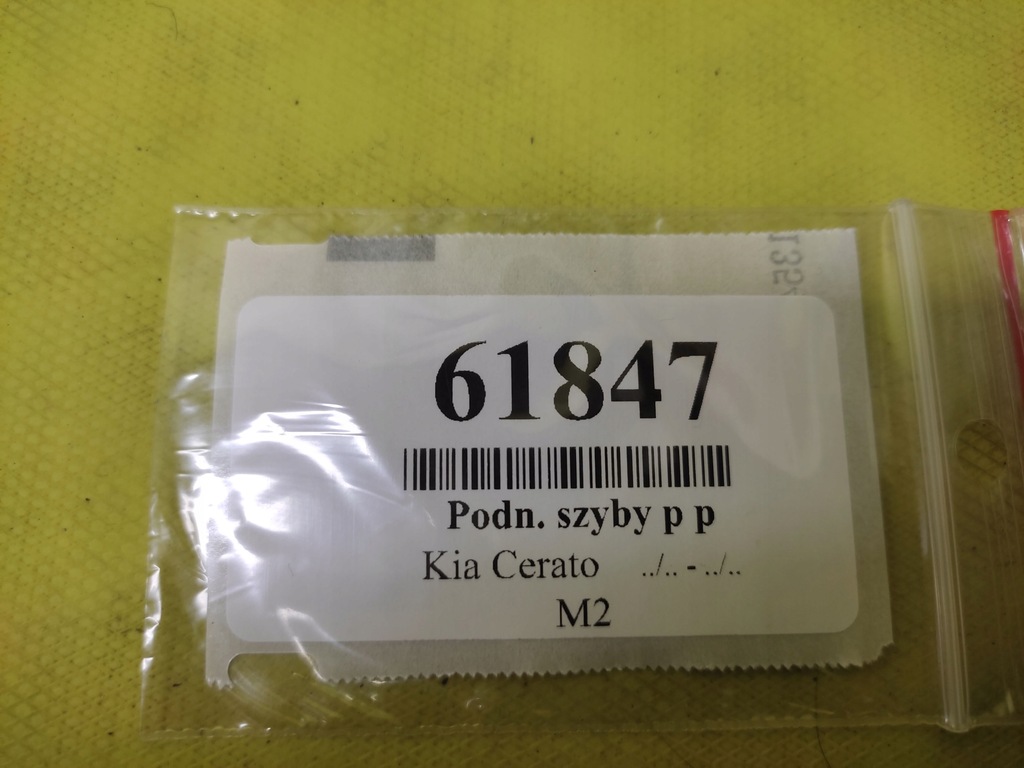 61847
Podn. szyby p p
Kia Cerato ../.. - ../..
M2